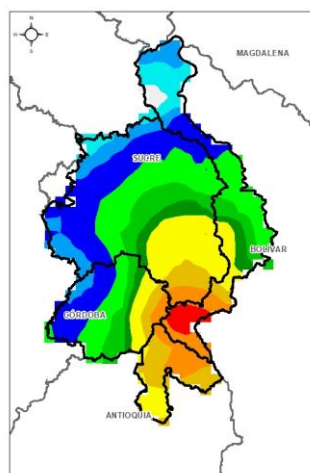 N
W E
S
MAGDALENA
SUCRE
BOLIVAR
CÓRDOBA
ANTIOQUIA